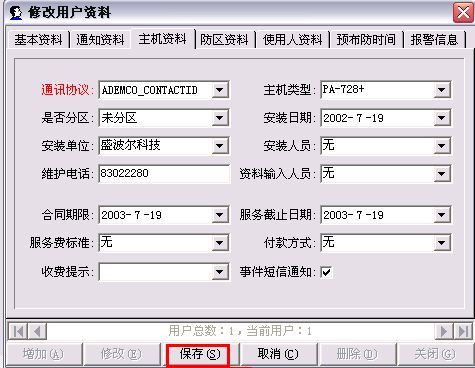 修改用户资料
基本资料 通知资料 主机资料 防区资料 使用人资料 预布防时间 报警信息
通讯协议: ADEMCO_CONTACTID 主机类型: PA-728+
是否分区: 未分区 安装日期: 2002- 7 -19
安装单位: 盛波尔科技 安装人员: 无
维护电话: 83022280 资料输入人员: 无
合同期限: 2003- 7 -19 服务截止日期: 2003- 7 -19
服务费标准: 无 付款方式: 无
收费提示: 事件短信通知:
用户总数：1，当前用户：1
增加(A) 修改(E) 保存(S) 取消(C) 删除(D) 关闭(G)